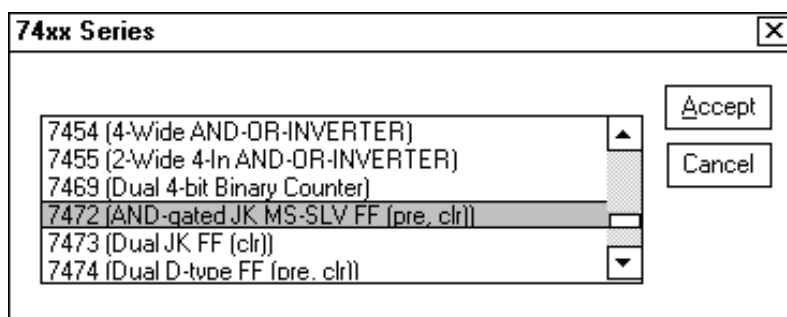 74xx Series
7454 (4-Wide AND-OR-INVERTER)
7455 (2-Wide 4-In AND-OR-INVERTER)
7469 (Dual 4-bit Binary Counter)
7472 (AND-gated JK MS-SLV FF (pre, clr))
7473 (Dual JK FF (clr))
7474 (Dual D-type FF (pre, clr))
Accept
Cancel